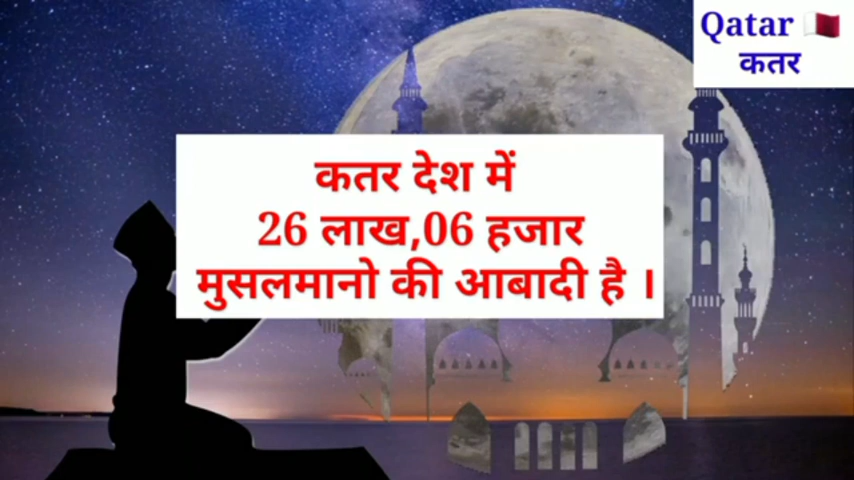 Qatar 🇶🇦
कतर
कतर देश में
26 लाख,06 हजार
मुसलमानो की आबादी है ।